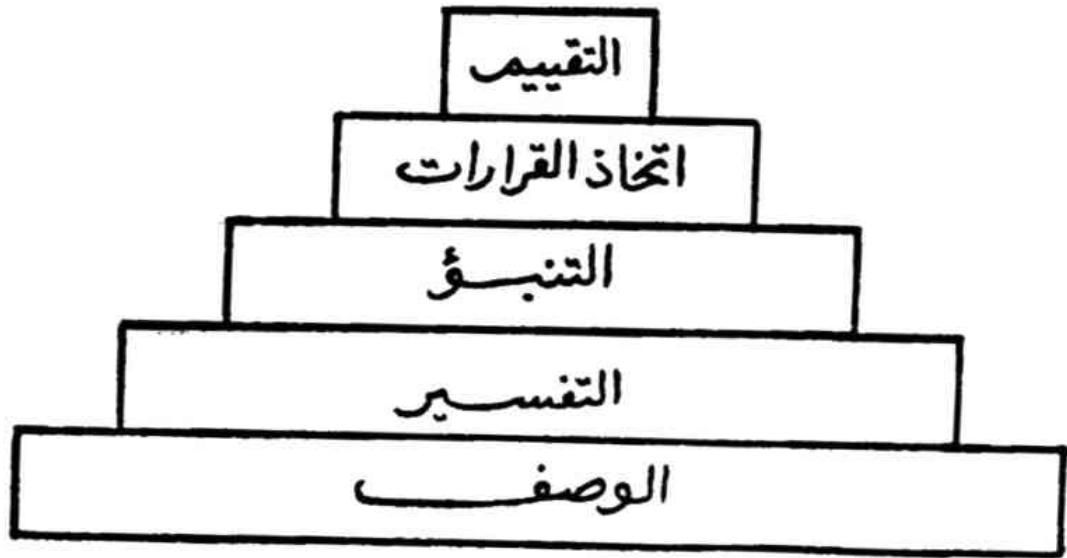 التقييم
اتخاذ القرارات
التنبؤ
التفسير
الوصف